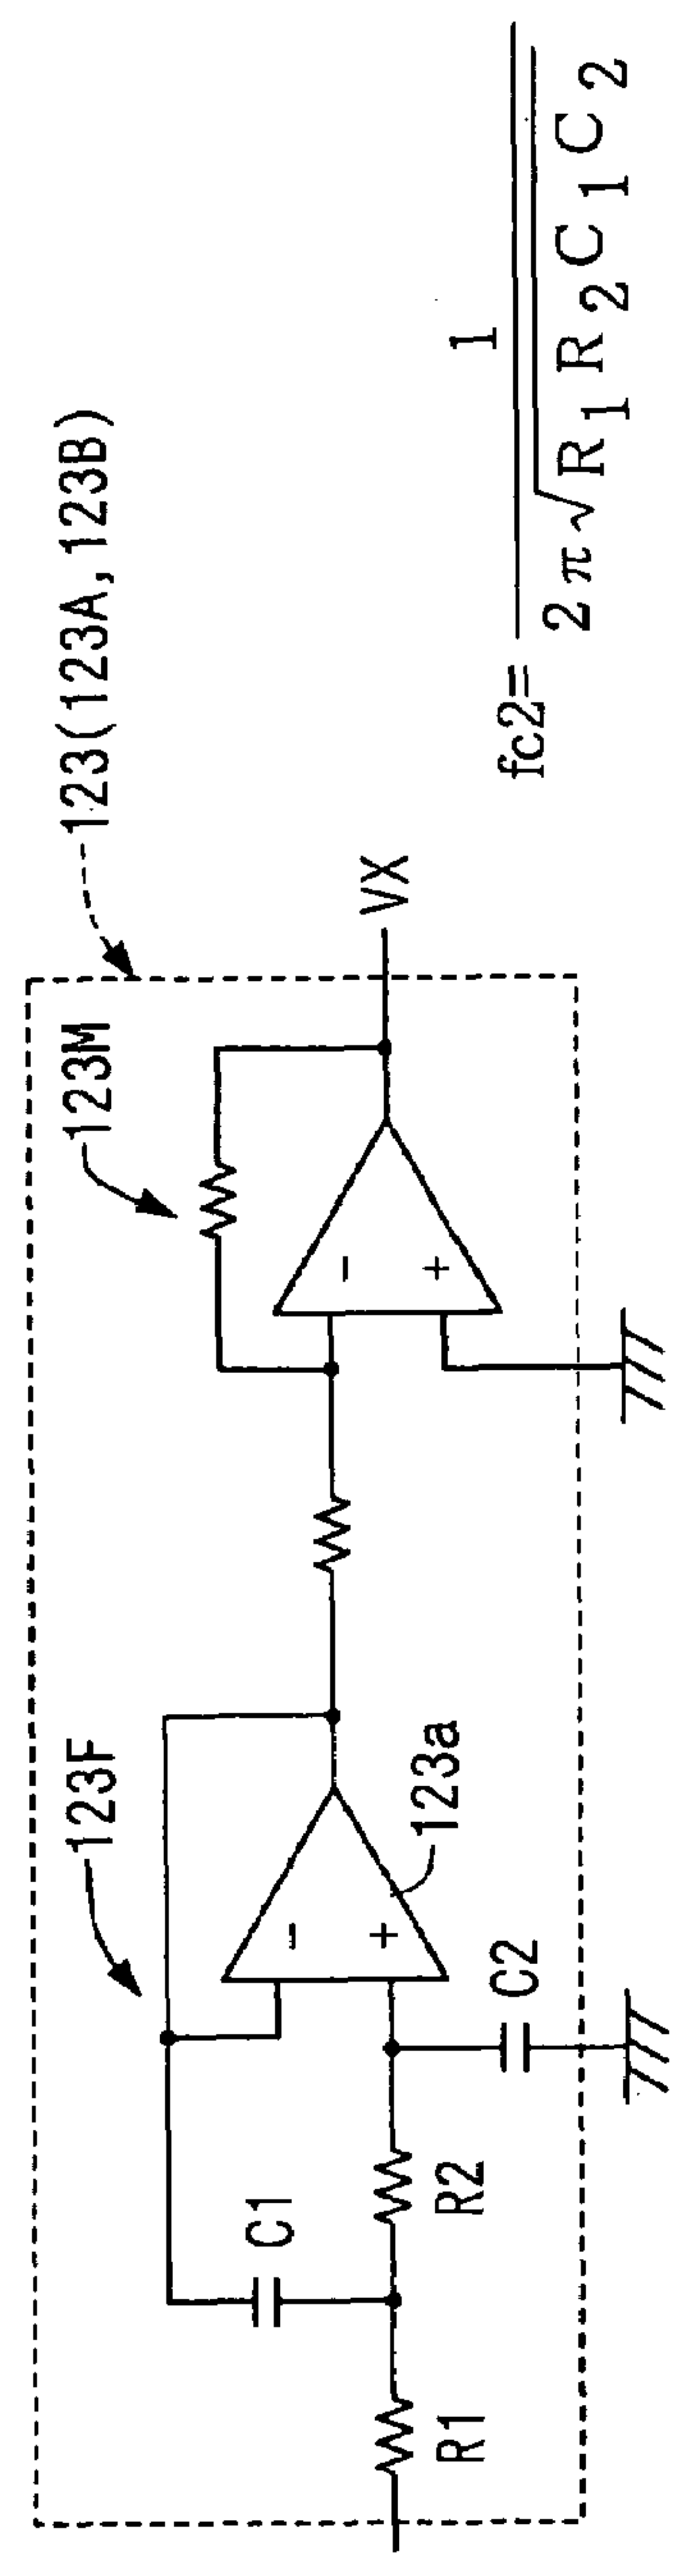 123(123A, 123B)
123F
123M
C1
-
+
-
+
VX
R1
R2
C2
123a
fc2= 1 / 2π√R1R2C1C2